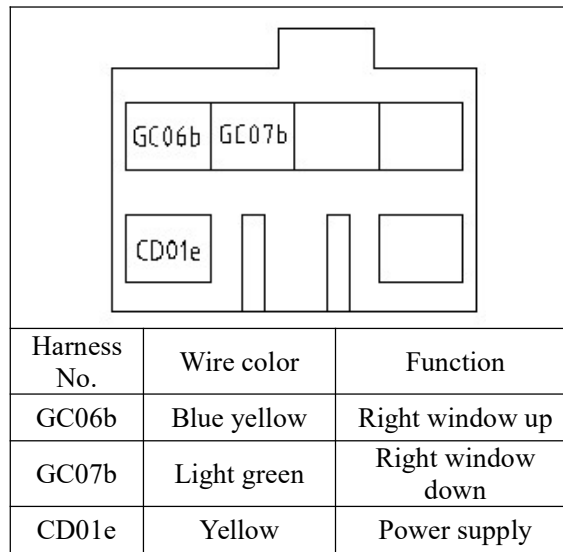 GC06b GC07b
CD01e
Harness No. Wire color Function
GC06b Blue yellow Right window up
GC07b Light green Right window down
CD01e Yellow Power supply